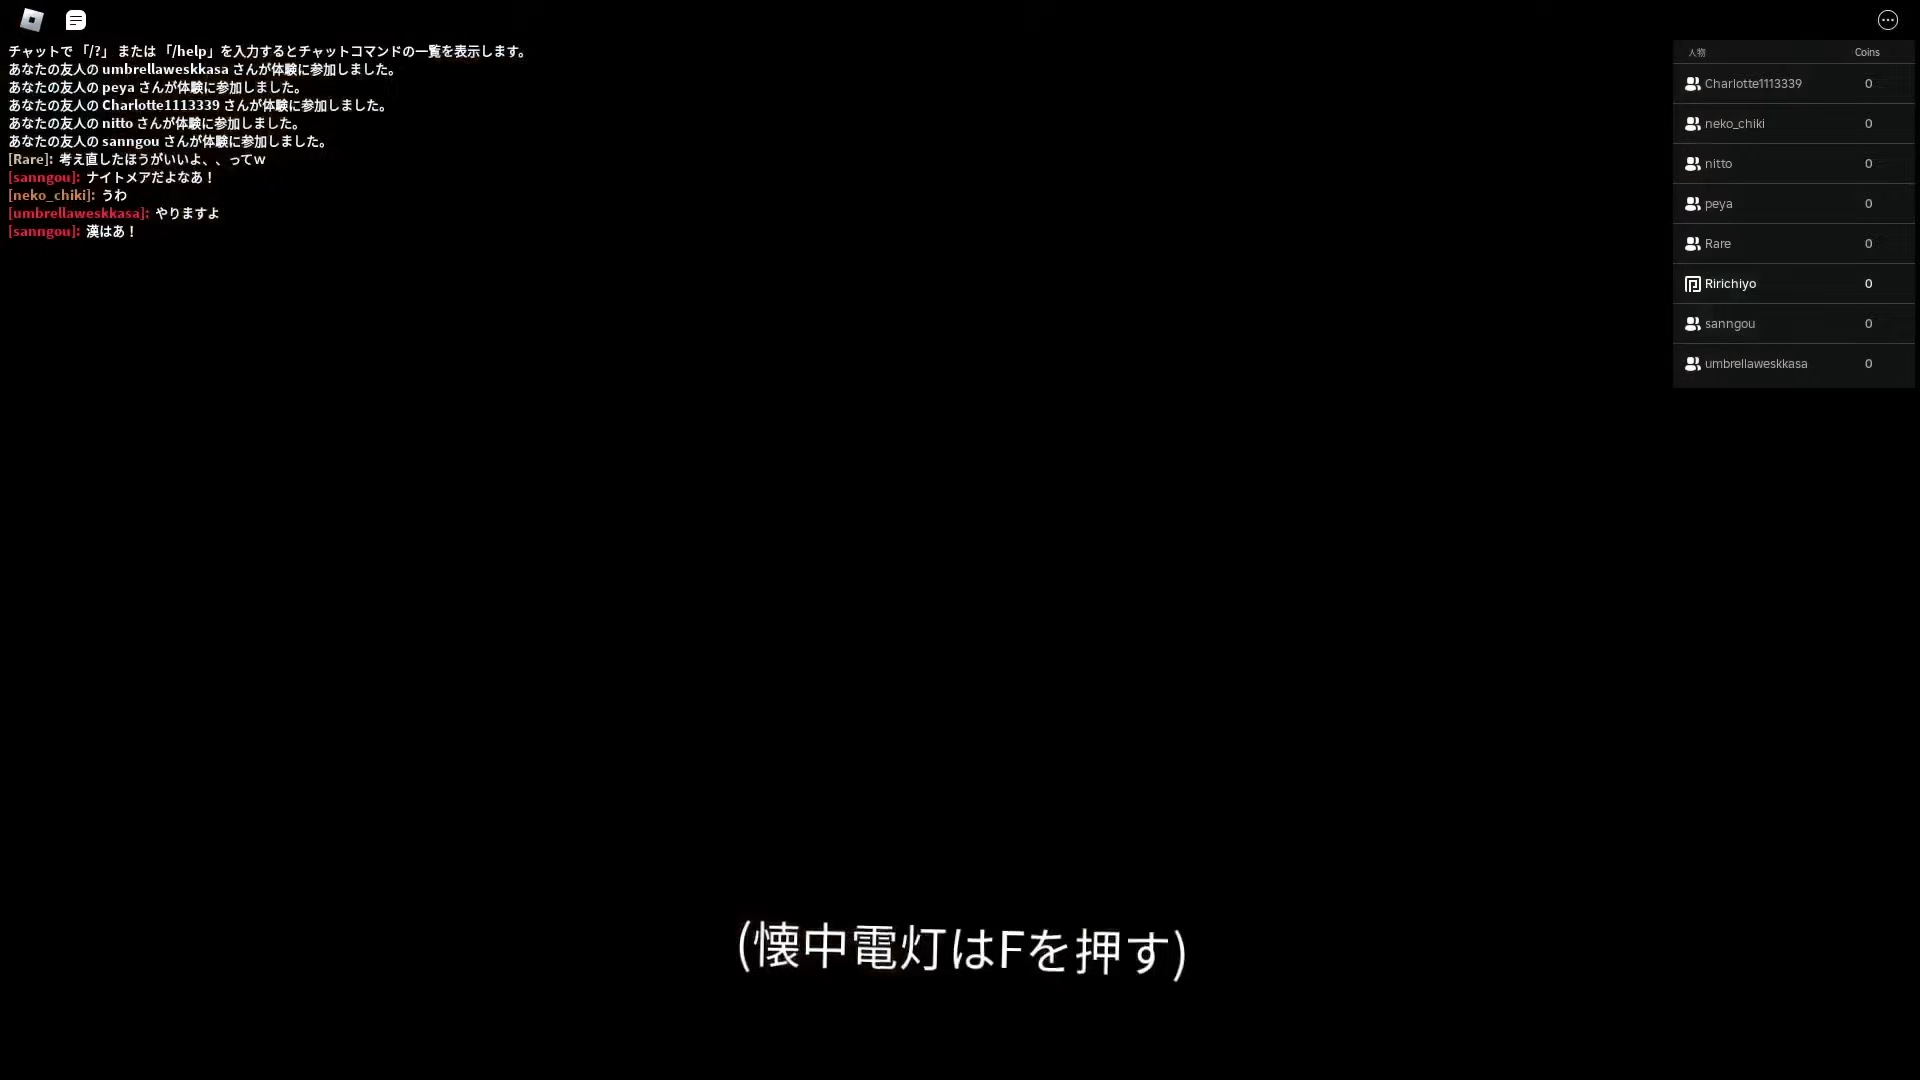 チャットで 「/?」 または 「/help」を入力するとチャットコマンドの一覧を表示します。
あなたの友人の umbrellaweskkasa さんが体験に参加しました。
あなたの友人の peya さんが体験に参加しました。
あなたの友人の Charlotte1113339 さんが体験に参加しました。
あなたの友人の nitto さんが体験に参加しました。
あなたの友人の sanngou さんが体験に参加しました。
[Rare]: 考え直したほうがいいよ、、ってw
[sanngou]: ナイトメアだよなあ！
[neko_chiki]: うわ
[umbrellaweskkasa]: やりますよ
[sanngou]: 漢はあ！
人物 Coins
Charlotte1113339 0
neko_chiki 0
nitto 0
peya 0
Rare 0
Ririchiyo 0
sanngou 0
umbrellaweskkasa 0
(懐中電灯はFを押す)